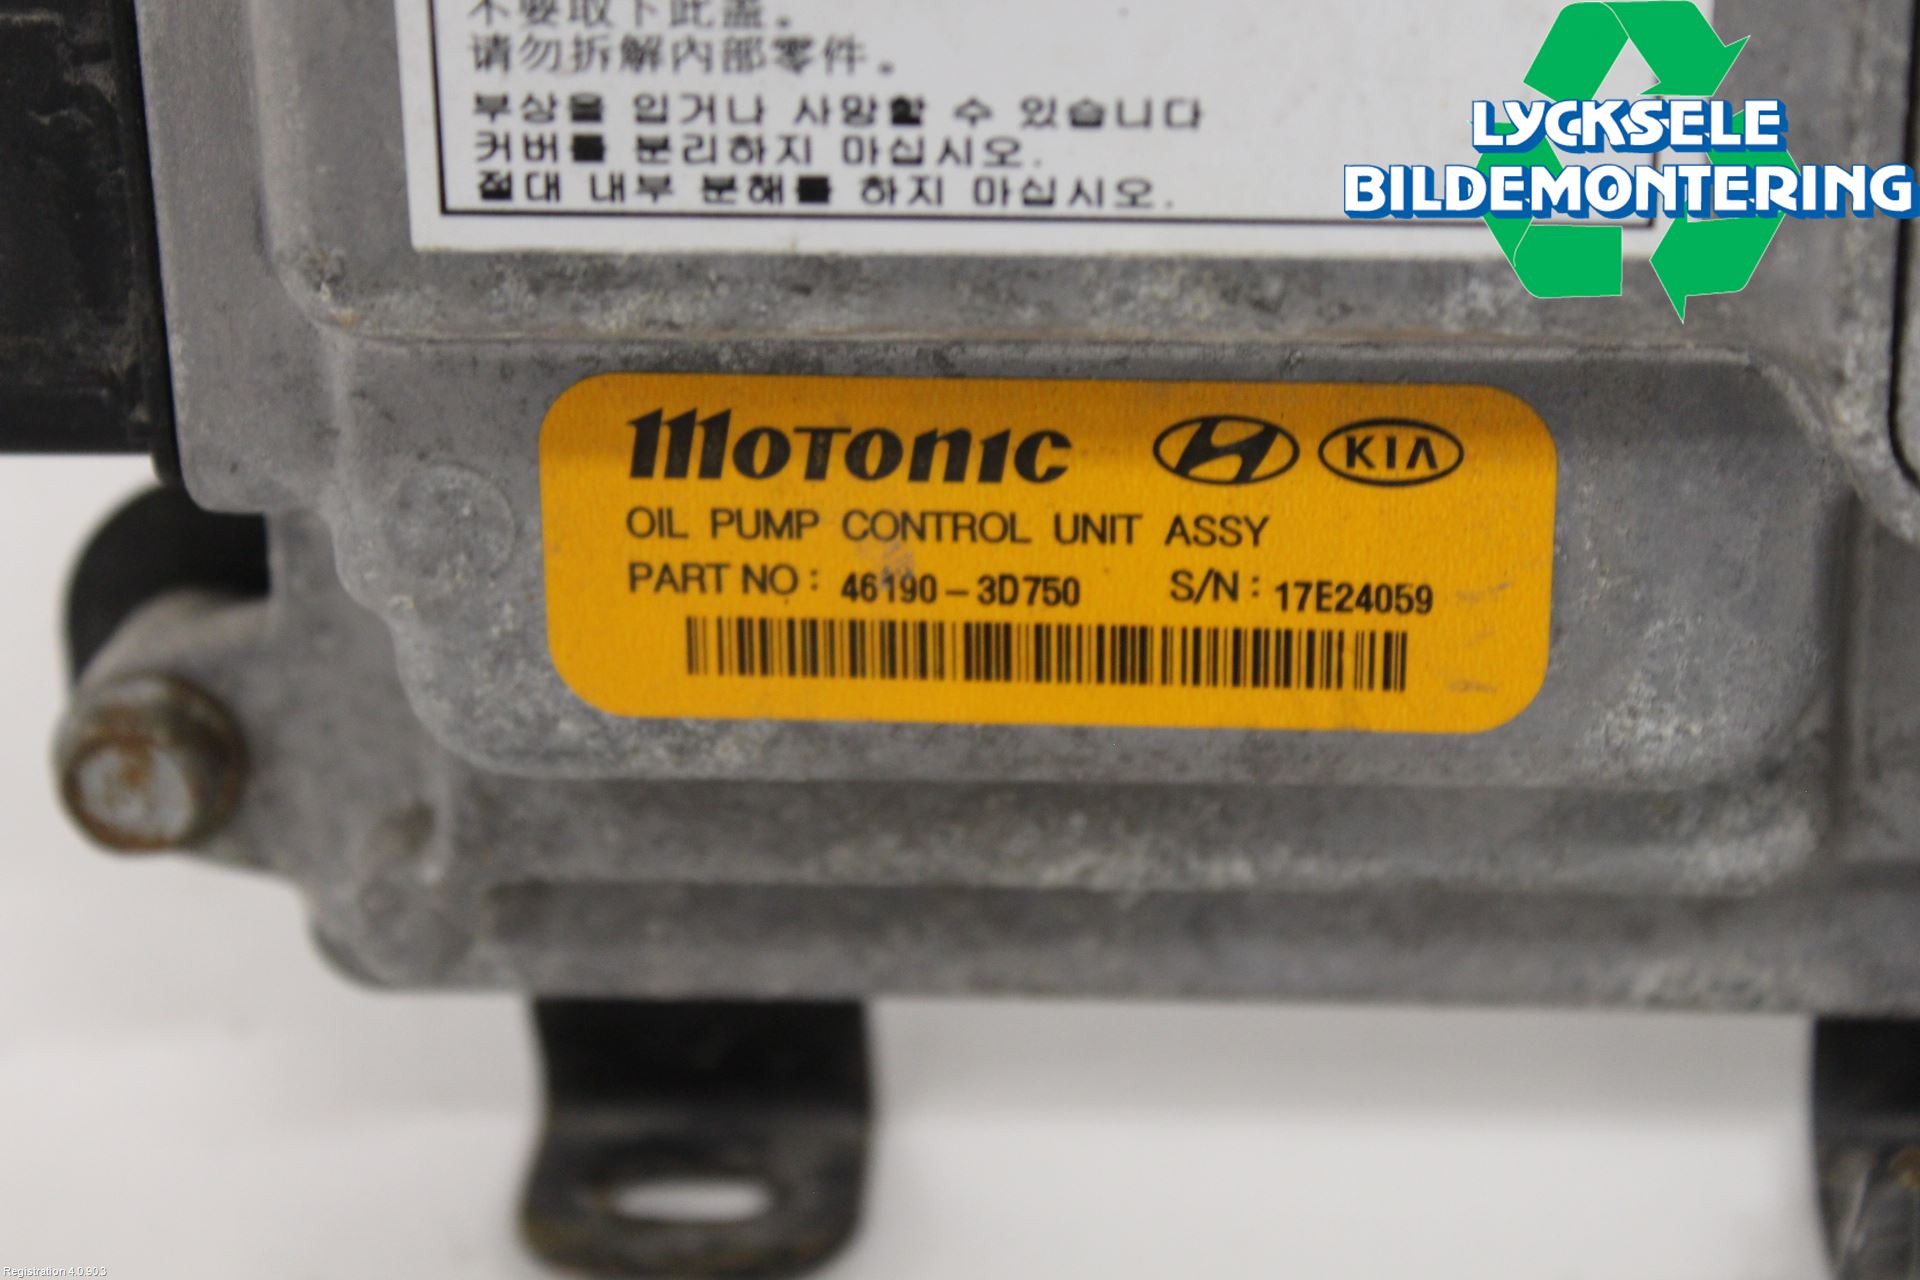 不要取下此盖。
请勿拆解内部零件。
부상을 입거나 사망할 수 있습니다
커버를 분리하지 마십시오.
절대 내부 분해를 하지 마십시오.
LYCKSELE
BILDEMONTERING
MOTONIC HYUNDAI KIA
OIL PUMP CONTROL UNIT ASSY
PART NO : 46190-3D750 S/N : 17E24059
Registration 4.0.90.3